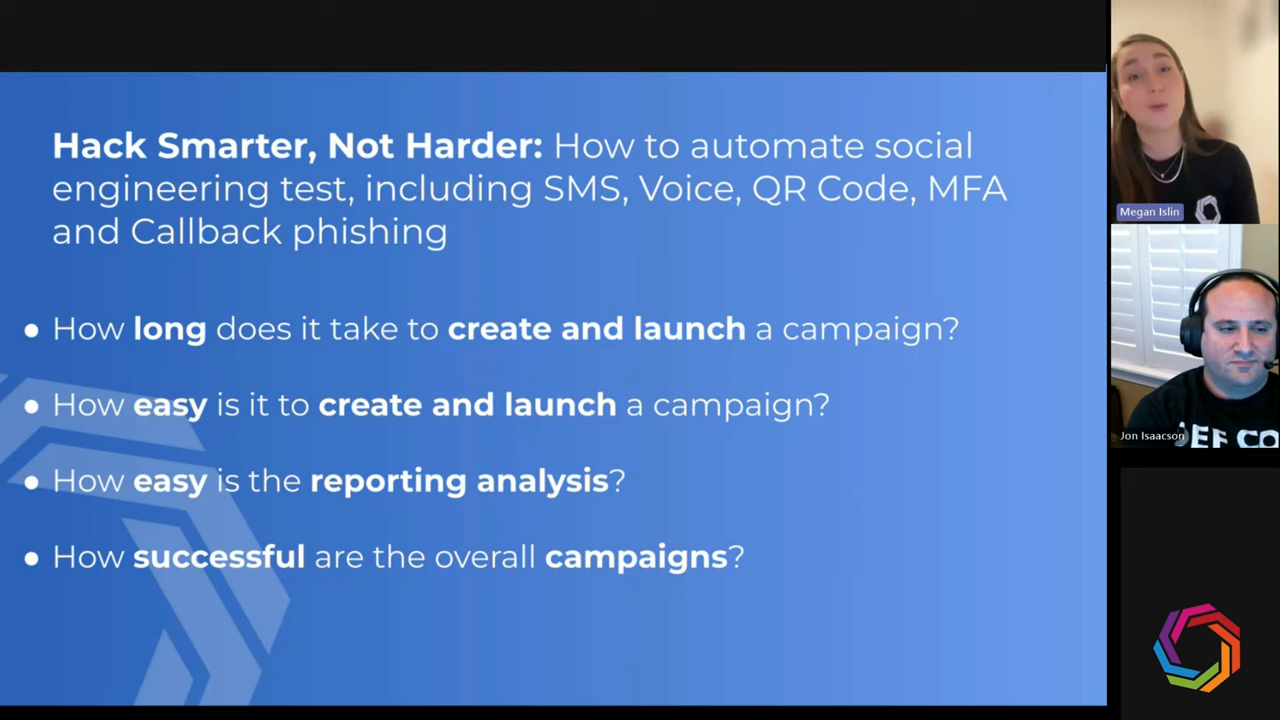 Hack Smarter, Not Harder: How to automate social
engineering test, including SMS, Voice, QR Code, MFA
and Callback phishing
● How long does it take to create and launch a campaign?
● How easy is it to create and launch a campaign?
● How easy is the reporting analysis?
● How successful are the overall campaigns?
Megan Islin
Jon Isaacson